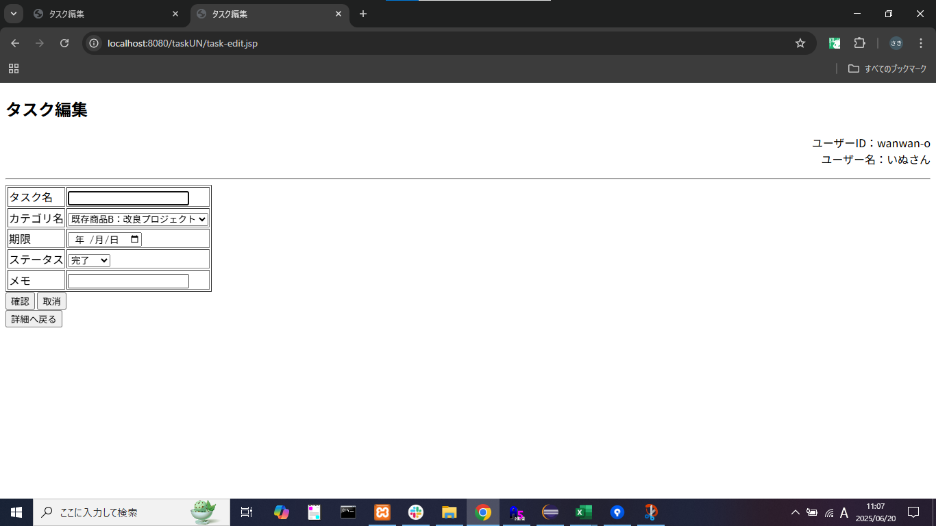 タスク編集
タスク編集
localhost:8080/taskUN/task-edit.jsp
すべてのブックマーク
タスク編集
ユーザーID：wanwan-o
ユーザー名：いぬさん
タスク名
カテゴリ名 既存商品B：改良プロジェクト
期限 年 /月/日
ステータス 完了
メモ
確認 取消
詳細へ戻る
ここに入力して検索
A
11:07
2025/06/20